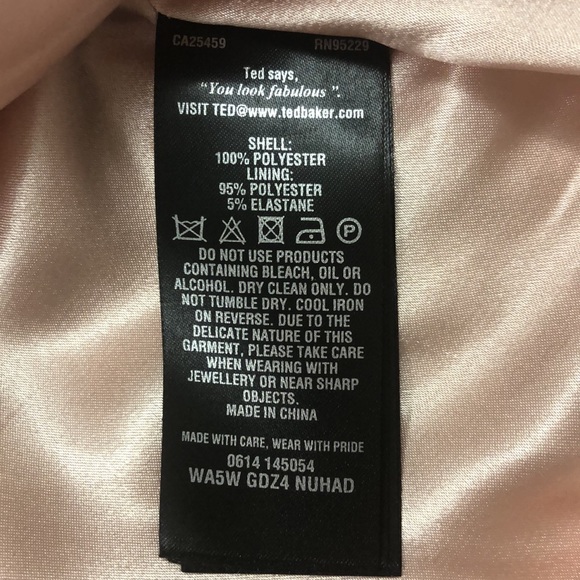 CA25459 RN95229
Ted says,
"You look fabulous".
VISIT TED@www.tedbaker.com
SHELL:
100% POLYESTER
LINING:
95% POLYESTER
5% ELASTANE
P
DO NOT USE PRODUCTS
CONTAINING BLEACH, OIL OR
ALCOHOL. DRY CLEAN ONLY. DO
NOT TUMBLE DRY. COOL IRON
ON REVERSE. DUE TO THE
DELICATE NATURE OF THIS
GARMENT, PLEASE TAKE CARE
WHEN WEARING WITH
JEWELLERY OR NEAR SHARP
OBJECTS.
MADE IN CHINA
MADE WITH CARE, WEAR WITH PRIDE
0614 145054
WA5W GDZ4 NUHAD